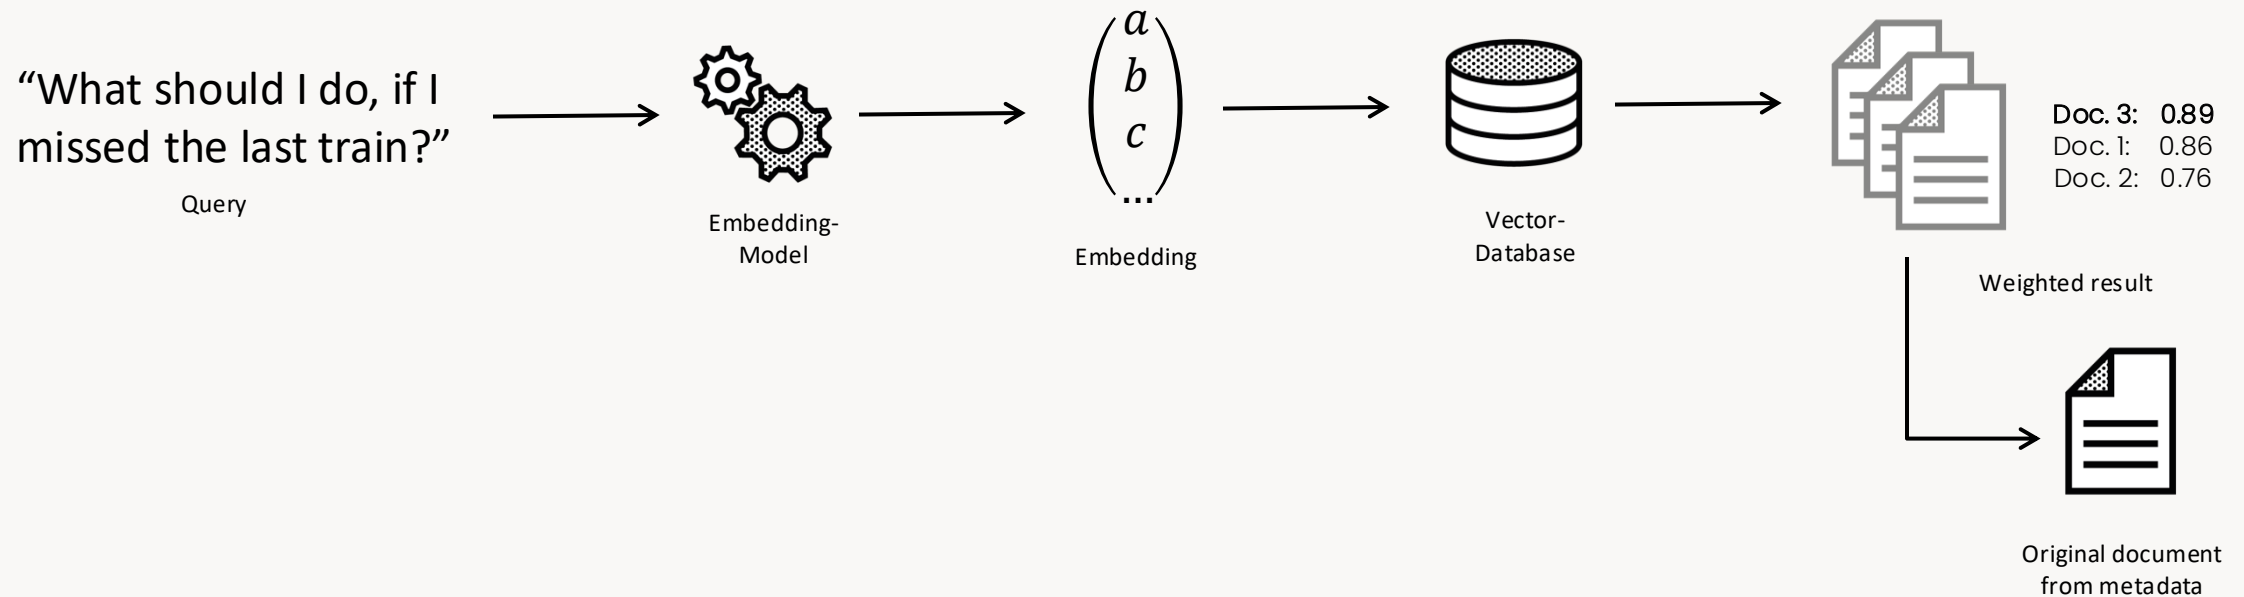 “What should I do, if I
missed the last train?”
Query
Embedding-
Model
a
b
c
...
Embedding
Vector-
Database
Doc. 3: 0.89
Doc. 1: 0.86
Doc. 2: 0.76
Weighted result
Original document
from metadata